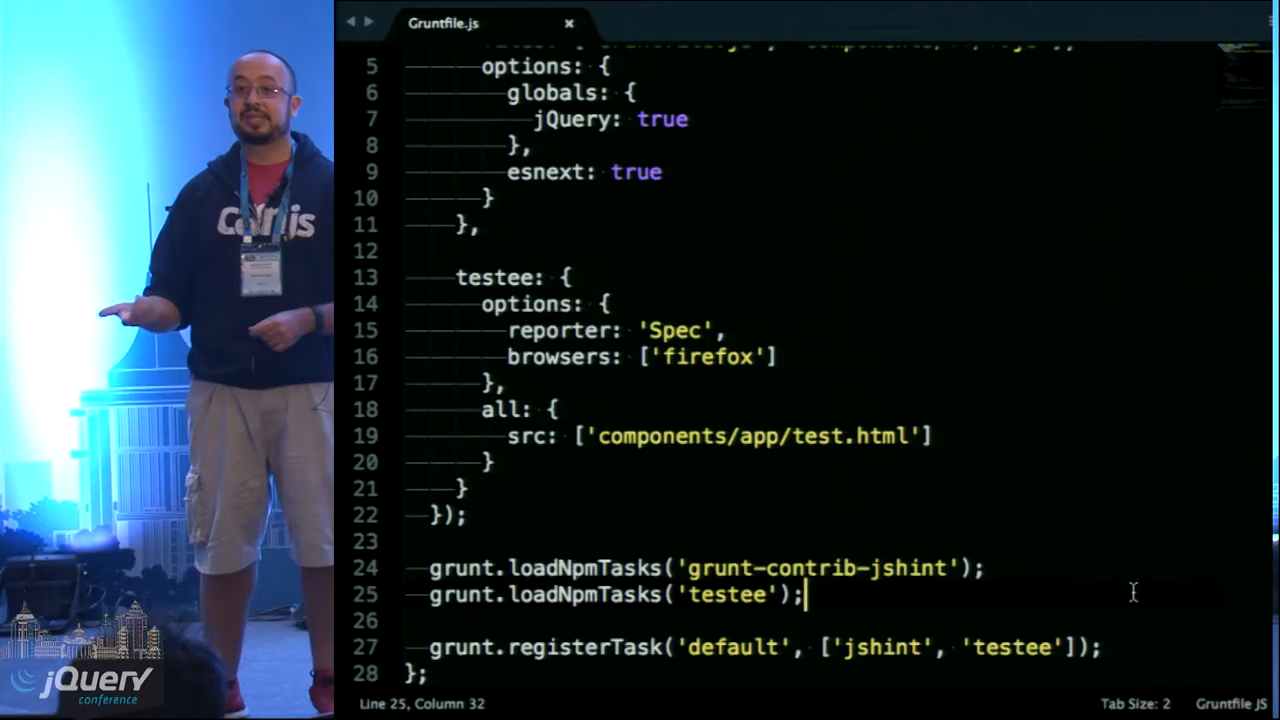 Gruntfile.js
5 options: {
6 globals: {
7 jQuery: true
8 },
9 esnext: true
10 }
11 },
12
13 testee: {
14 options: {
15 reporter: 'Spec',
16 browsers: ['firefox']
17 },
18 all: {
19 src: ['components/app/test.html']
20 }
21 }
22 });
23
24 grunt.loadNpmTasks('grunt-contrib-jshint');
25 grunt.loadNpmTasks('testee');
26
27 grunt.registerTask('default', ['jshint', 'testee']);
28 };
Line 25, Column 32
Tab Size: 2
Gruntfile JS
jQuery
conference